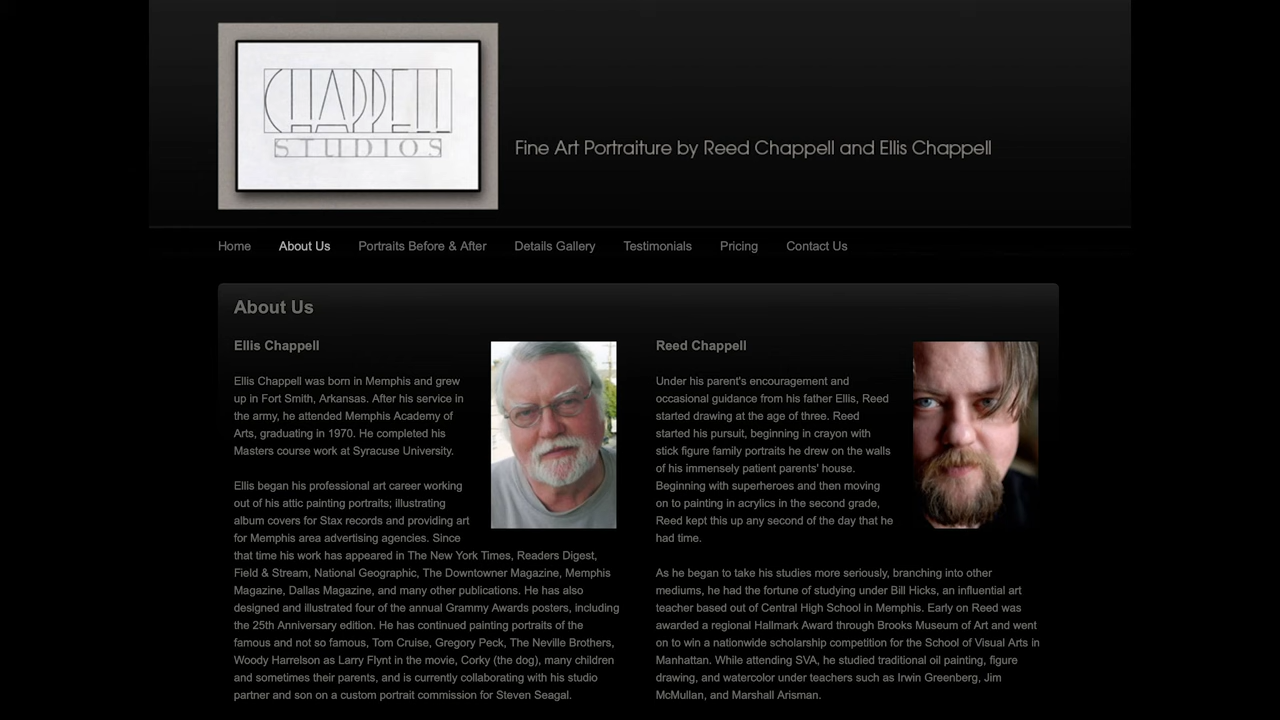 CHAPPELL
STUDIOS
Fine Art Portraiture by Reed Chappell and Ellis Chappell
Home About Us Portraits Before & After Details Gallery Testimonials Pricing Contact Us
About Us
Ellis Chappell
Ellis Chappell was born in Memphis and grew
up in Fort Smith, Arkansas. After his service in
the army, he attended Memphis Academy of
Arts, graduating in 1970. He completed his
Masters course work at Syracuse University.
Ellis began his professional art career working
out of his attic painting portraits; illustrating
album covers for Stax records and providing art
for Memphis area advertising agencies. Since
that time his work has appeared in The New York Times, Readers Digest,
Field & Stream, National Geographic, The Downtowner Magazine, Memphis
Magazine, Dallas Magazine, and many other publications. He has also
designed and illustrated four of the annual Grammy Awards posters, including
the 25th Anniversary edition. He has continued painting portraits of the
famous and not so famous, Tom Cruise, Gregory Peck, The Neville Brothers,
Woody Harrelson as Larry Flynt in the movie, Corky (the dog), many children
and sometimes their parents, and is currently collaborating with his studio
partner and son on a custom portrait commission for Steven Seagal.
Reed Chappell
Under his parent's encouragement and
occasional guidance from his father Ellis, Reed
started drawing at the age of three. Reed
started his pursuit, beginning in crayon with
stick figure family portraits he drew on the walls
of his immensely patient parents' house.
Beginning with superheroes and then moving
on to painting in acrylics in the second grade,
Reed kept this up any second of the day that he
had time.
As he began to take his studies more seriously, branching into other
mediums, he had the fortune of studying under Bill Hicks, an influential art
teacher based out of Central High School in Memphis. Early on Reed was
awarded a regional Hallmark Award through Brooks Museum of Art and went
on to win a nationwide scholarship competition for the School of Visual Arts in
Manhattan. While attending SVA, he studied traditional oil painting, figure
drawing, and watercolor under teachers such as Irwin Greenberg, Jim
McMullan, and Marshall Arisman.